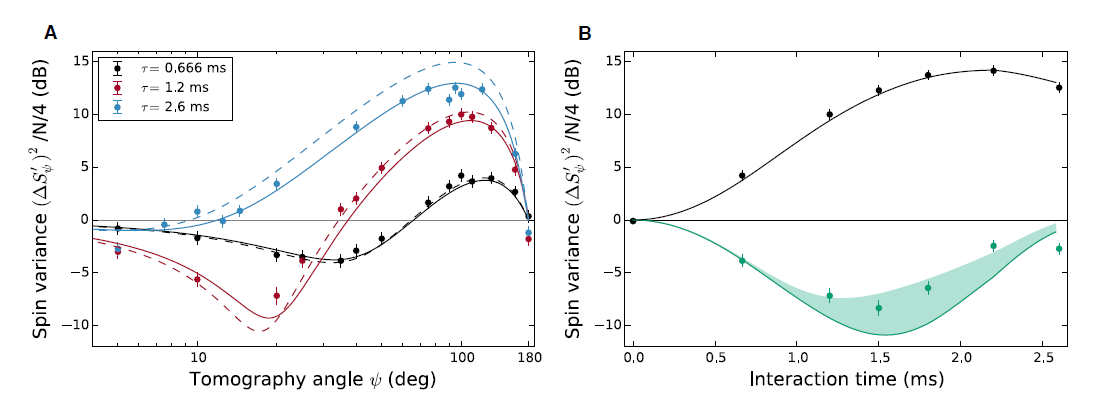 A
B
Spin variance (ΔS′ψ)² /N/4 (dB)
15
10
5
0
−5
−10
τ= 0.666 ms
τ= 1.2 ms
τ= 2.6 ms
10
100
180
Tomography angle ψ (deg)
Spin variance (ΔS′ψ)² /N/4 (dB)
15
10
5
0
−5
−10
0.0
0.5
1.0
1.5
2.0
2.5
Interaction time (ms)